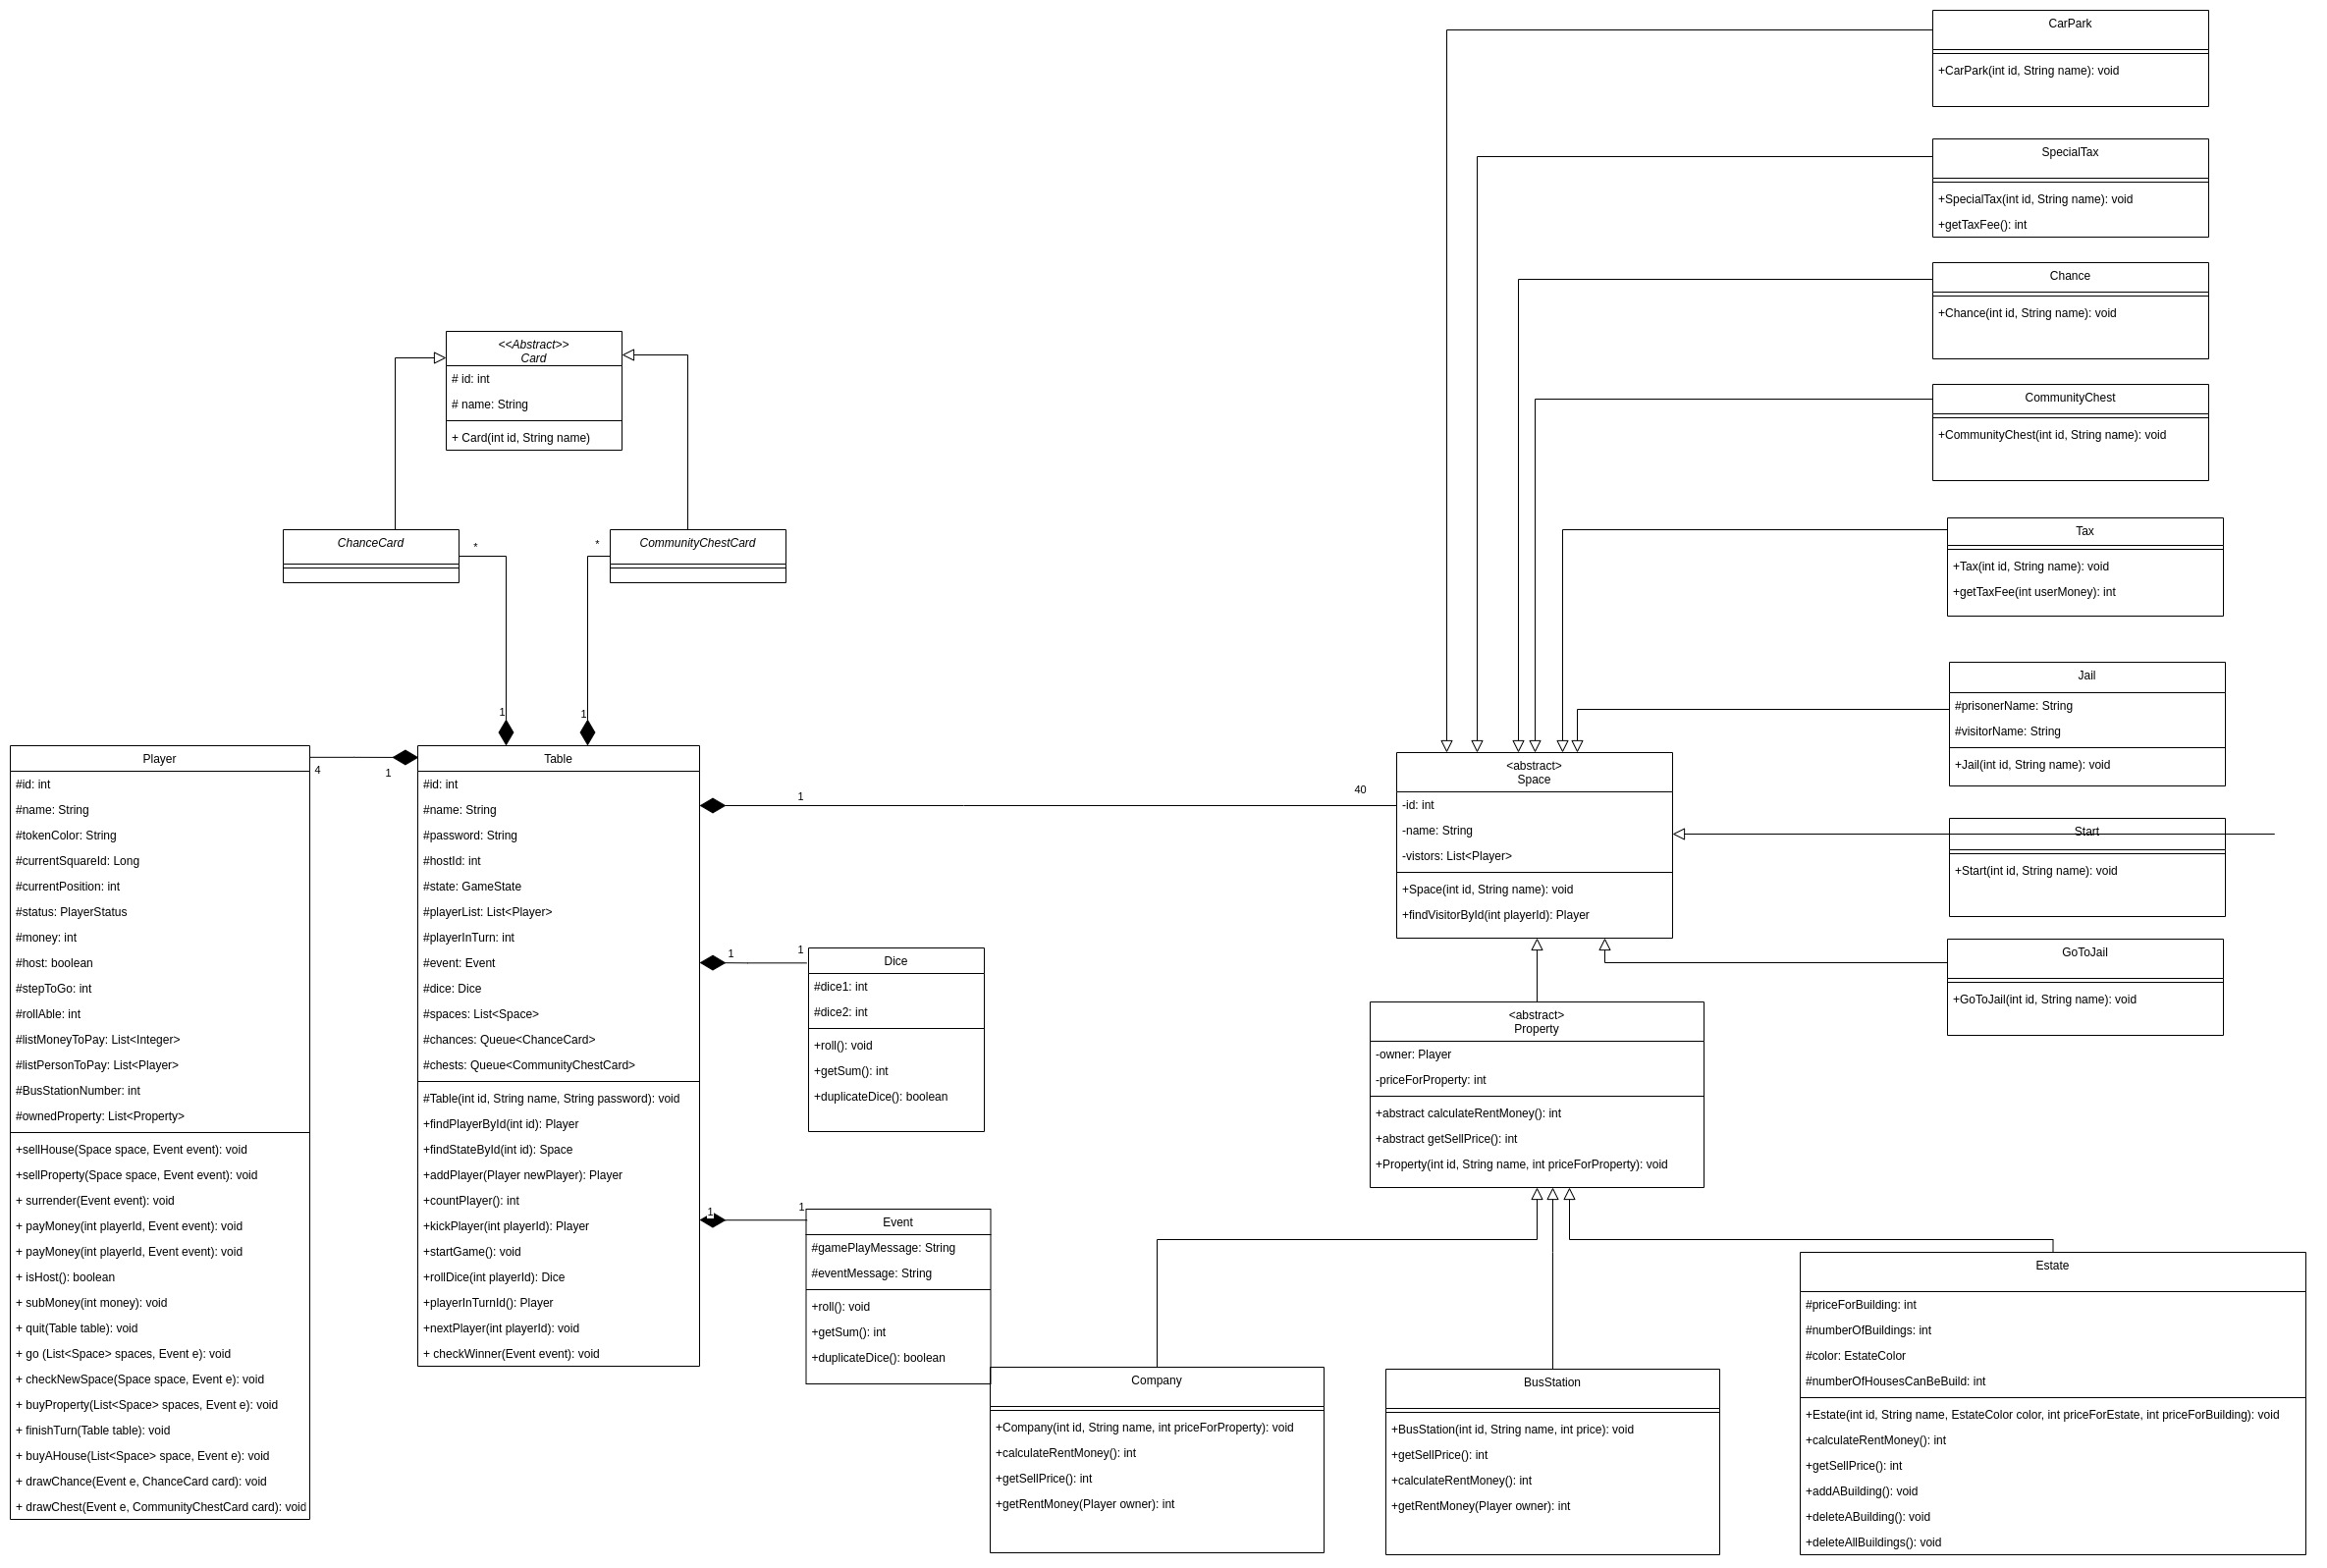 CarPark
+CarPark(int id, String name): void
SpecialTax
+SpecialTax(int id, String name): void
+getTaxFee(): int
Chance
+Chance(int id, String name): void
CommunityChest
+CommunityChest(int id, String name): void
Tax
+Tax(int id, String name): void
+getTaxFee(int userMoney): int
Jail
#prisonerName: String
#visitorName: String
+Jail(int id, String name): void
Start
+Start(int id, String name): void
GoToJail
+GoToJail(int id, String name): void
<<Abstract>>
Card
# id: int
# name: String
+ Card(int id, String name)
ChanceCard
*
*
CommunityChestCard
1
1
Player
4
1
#id: int
#name: String
#tokenColor: String
#currentSquareId: Long
#currentPosition: int
#status: PlayerStatus
#money: int
#host: boolean
#stepToGo: int
#rollAble: int
#listMoneyToPay: List<Integer>
#listPersonToPay: List<Player>
#BusStationNumber: int
#ownedProperty: List<Property>
+sellHouse(Space space, Event event): void
+sellProperty(Space space, Event event): void
+ surrender(Event event): void
+ payMoney(int playerId, Event event): void
+ payMoney(int playerId, Event event): void
+ isHost(): boolean
+ subMoney(int money): void
+ quit(Table table): void
+ go (List<Space> spaces, Event e): void
+ checkNewSpace(Space space, Event e): void
+ buyProperty(List<Space> spaces, Event e): void
+ finishTurn(Table table): void
+ buyAHouse(List<Space> space, Event e): void
+ drawChance(Event e, ChanceCard card): void
+ drawChest(Event e, CommunityChestCard card): void
Table
#id: int
#name: String
#password: String
#hostId: int
#state: GameState
#playerList: List<Player>
#playerInTurn: int
#event: Event
#dice: Dice
#spaces: List<Space>
#chances: Queue<ChanceCard>
#chests: Queue<CommunityChestCard>
#Table(int id, String name, String password): void
+findPlayerById(int id): Player
+findStateById(int id): Space
+addPlayer(Player newPlayer): Player
+countPlayer(): int
+kickPlayer(int playerId): Player
+startGame(): void
+rollDice(int playerId): Dice
+playerInTurnId(): Player
+nextPlayer(int playerId): void
+ checkWinner(Event event): void
1
40
1
1
Dice
#dice1: int
#dice2: int
+roll(): void
+getSum(): int
+duplicateDice(): boolean
1
1
Event
#gamePlayMessage: String
#eventMessage: String
+roll(): void
+getSum(): int
+duplicateDice(): boolean
<abstract>
Space
-id: int
-name: String
-vistors: List<Player>
+Space(int id, String name): void
+findVisitorById(int playerId): Player
<abstract>
Property
-owner: Player
-priceForProperty: int
+abstract calculateRentMoney(): int
+abstract getSellPrice(): int
+Property(int id, String name, int priceForProperty): void
Company
+Company(int id, String name, int priceForProperty): void
+calculateRentMoney(): int
+getSellPrice(): int
+getRentMoney(Player owner): int
BusStation
+BusStation(int id, String name, int price): void
+getSellPrice(): int
+calculateRentMoney(): int
+getRentMoney(Player owner): int
Estate
#priceForBuilding: int
#numberOfBuildings: int
#color: EstateColor
#numberOfHousesCanBeBuild: int
+Estate(int id, String name, EstateColor color, int priceForEstate, int priceForBuilding): void
+calculateRentMoney(): int
+getSellPrice(): int
+addABuilding(): void
+deleteABuilding(): void
+deleteAllBuildings(): void